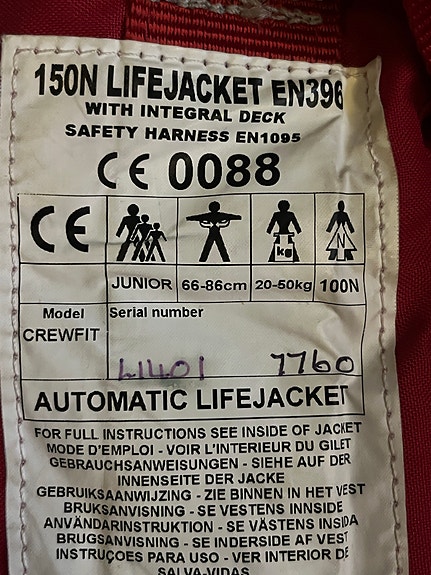 150N LIFEJACKET EN396
WITH INTEGRAL DECK
SAFETY HARNESS EN1095
CE 0088
CE
kg
N
JUNIOR 66-86cm 20-50kg 100N
Model Serial number
CREWFIT
41401 7760
AUTOMATIC LIFEJACKET
FOR FULL INSTRUCTIONS SEE INSIDE OF JACKET
MODE D'EMPLOI - VOIR L'INTERIEUR DU GILET
GEBRAUCHSANWEISUNGEN - SIEHE AUF DER
INNENSEITE DER JACKE
GEBRUIKSAANWIJZING - ZIE BINNEN IN HET VEST
BRUKSANVISNING - SE VESTENS INNSIDE
ANVÄNDARINSTRUKTION - SE VÄSTENS INSIDA
BRUGSANVISNING - SE INDERSIDE AF VEST
INSTRUÇOES PARA USO - VER INTERIOR DE
SALVA-VIDAS